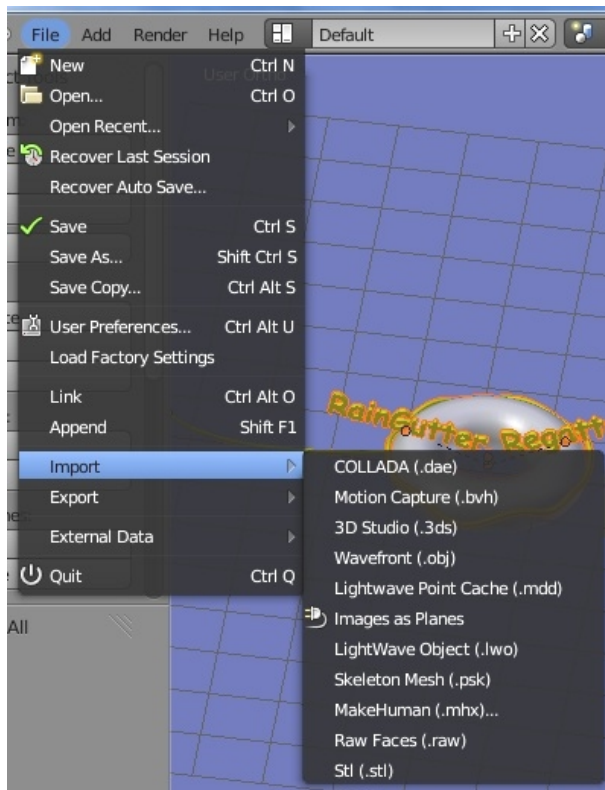 File Add Render Help Default
New Ctrl N
User Ortho
Open... Ctrl O
Open Recent...
Recover Last Session
Recover Auto Save...
Save Ctrl S
Save As... Shift Ctrl S
Save Copy... Ctrl Alt S
User Preferences... Ctrl Alt U
Load Factory Settings
Link Ctrl Alt O
Append Shift F1
RainGutter Regatt
Import
Export
External Data
Quit Ctrl Q
All
COLLADA (.dae)
Motion Capture (.bvh)
3D Studio (.3ds)
Wavefront (.obj)
Lightwave Point Cache (.mdd)
Images as Planes
LightWave Object (.lwo)
Skeleton Mesh (.psk)
MakeHuman (.mhx)...
Raw Faces (.raw)
Stl (.stl)